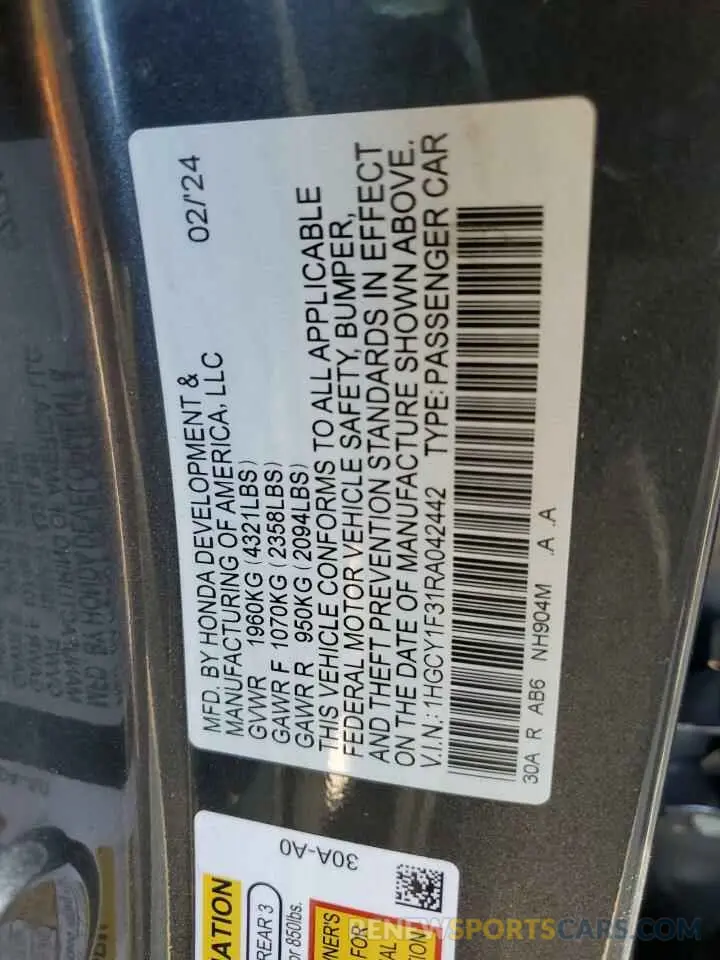 MFD. BY HONDA DEVELOPMENT &
MANUFACTURING OF AMERICA, LLC 02/'24
GVWR 1960KG (4321LBS)
GAWR F 1070KG (2358LBS)
GAWR R 950KG (2094LBS)
THIS VEHICLE CONFORMS TO ALL APPLICABLE
FEDERAL MOTOR VEHICLE SAFETY, BUMPER,
AND THEFT PREVENTION STANDARDS IN EFFECT
ON THE DATE OF MANUFACTURE SHOWN ABOVE.
V.I.N.: 1HGCY1F31RA042442 TYPE: PASSENGER CAR
30A R AB6 NH904M .A .A
30A-A0
REAR 3
or 850lbs.
FOR
RENEWSPORTSCARS.COM